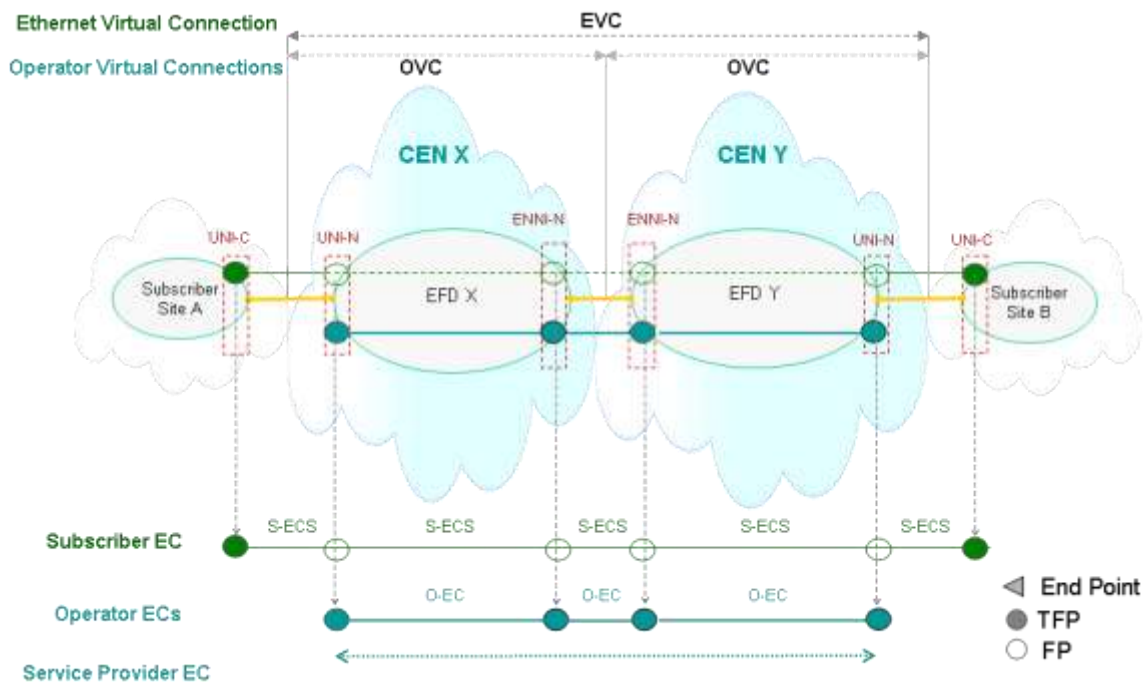 Ethernet Virtual Connection
EVC
Operator Virtual Connections
OVC
OVC
CEN X
CEN Y
ENNI-N
ENNI-N
UNI-C
UNI-N
UNI-N
UNI-C
Subscriber
Site A
EFD X
EFD Y
Subscriber
Site B
S-ECS
S-ECS
S-ECS
S-ECS
S-ECS
Subscriber EC
End Point
O-EC
O-EC
O-EC
Operator ECs
TFP
FP
Service Provider EC